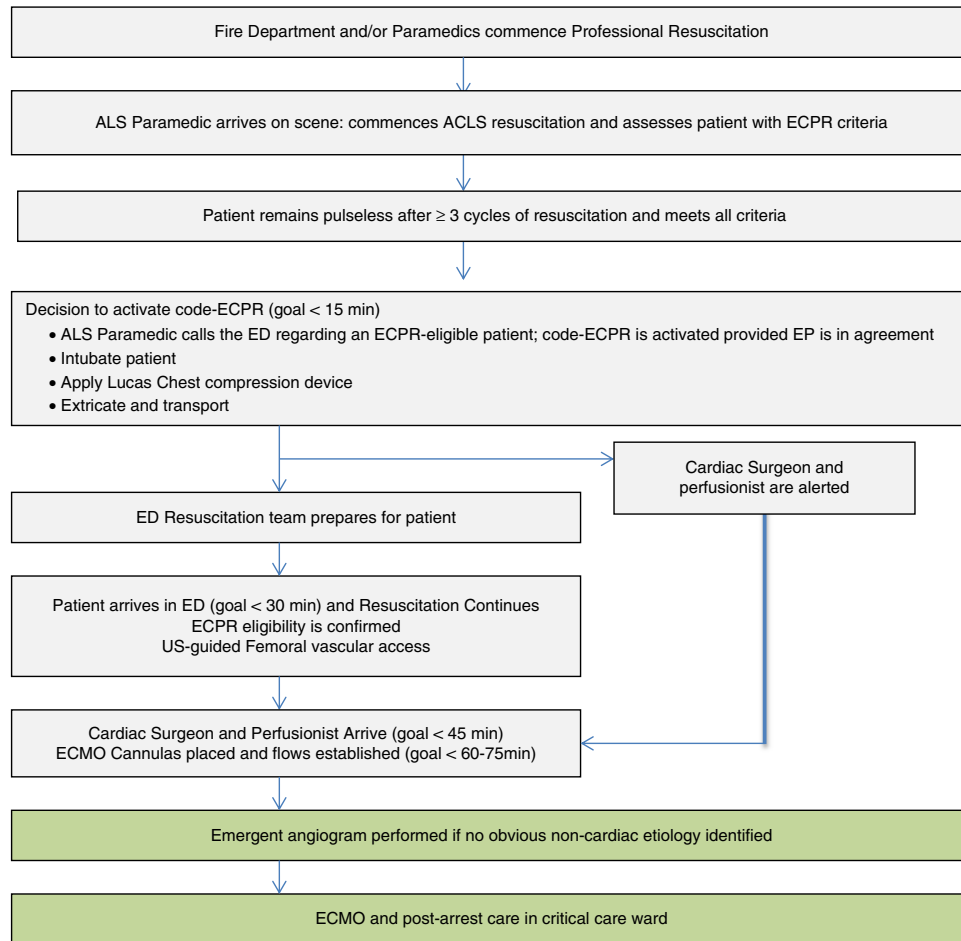 Fire Department and/or Paramedics commence Professional Resuscitation
ALS Paramedic arrives on scene: commences ACLS resuscitation and assesses patient with ECPR criteria
Patient remains pulseless after ≥ 3 cycles of resuscitation and meets all criteria
Decision to activate code-ECPR (goal < 15 min)
• ALS Paramedic calls the ED regarding an ECPR-eligible patient; code-ECPR is activated provided EP is in agreement
• Intubate patient
• Apply Lucas Chest compression device
• Extricate and transport
Cardiac Surgeon and
perfusionist are alerted
ED Resuscitation team prepares for patient
Patient arrives in ED (goal < 30 min) and Resuscitation Continues
ECPR eligibility is confirmed
US-guided Femoral vascular access
Cardiac Surgeon and Perfusionist Arrive (goal < 45 min)
ECMO Cannulas placed and flows established (goal < 60-75min)
Emergent angiogram performed if no obvious non-cardiac etiology identified
ECMO and post-arrest care in critical care ward